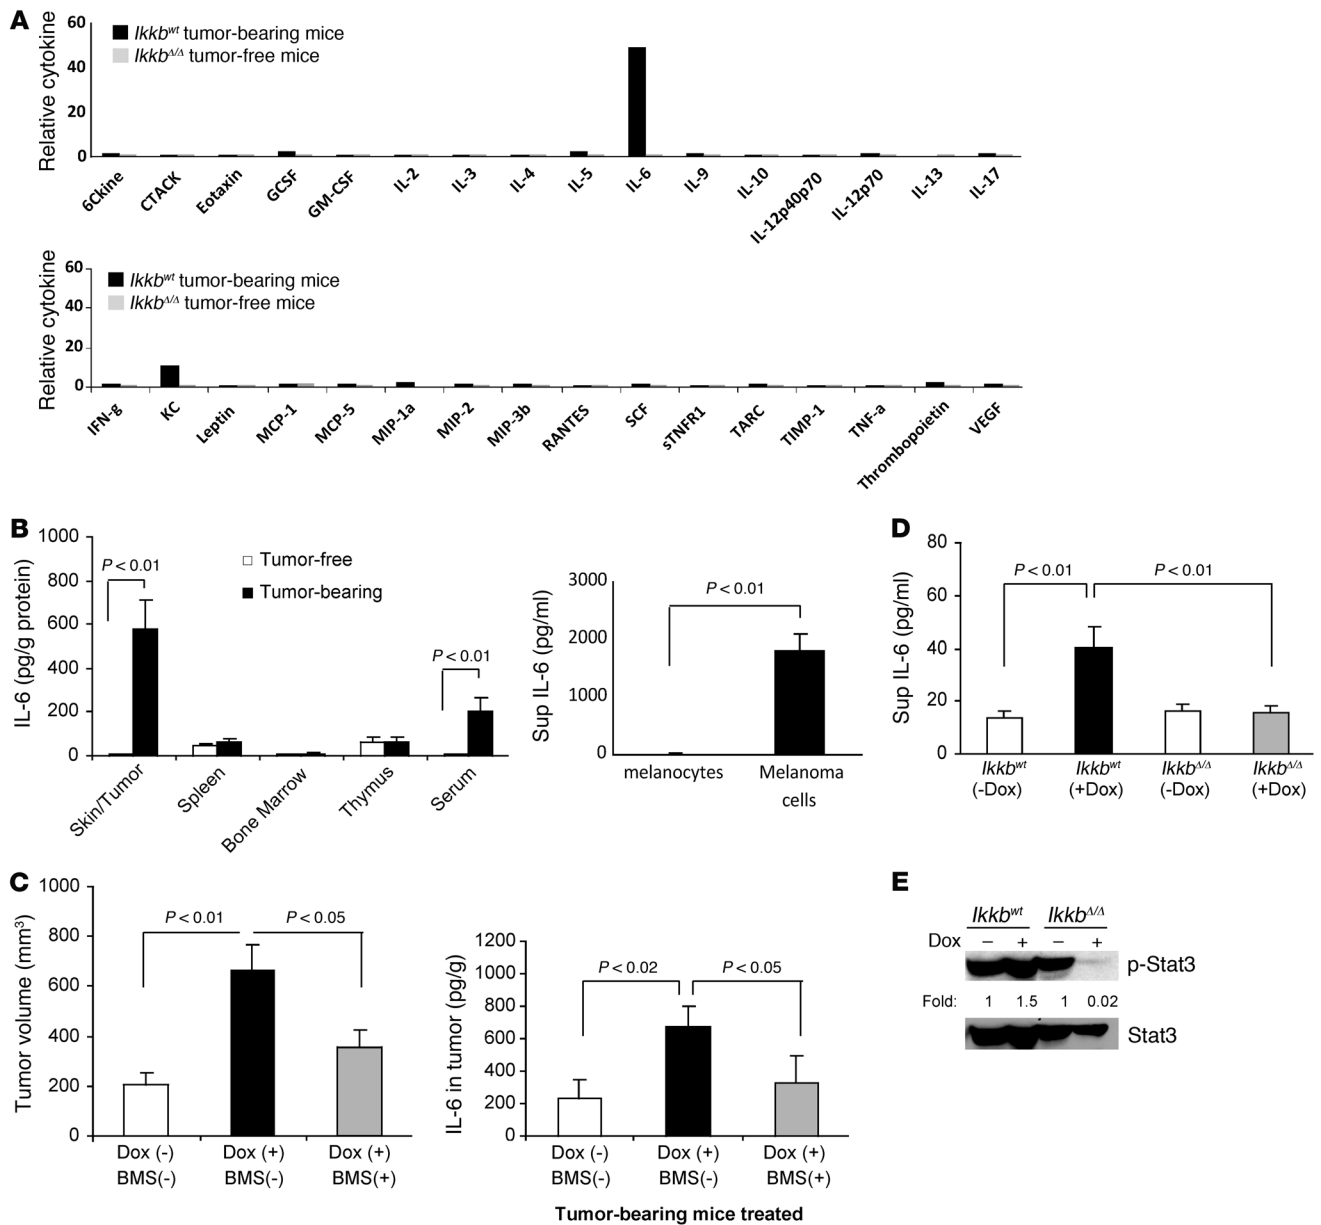 A
Relative cytokine
60
40
20
0
Ikkbwt tumor-bearing mice
IkkbΔ/Δ tumor-free mice
6Ckine CTACK Eotaxin GCSF GM-CSF IL-2 IL-3 IL-4 IL-5 IL-6 IL-9 IL-10 IL-12p40p70 IL-12p70 IL-13 IL-17
Relative cytokine
60
40
20
0
Ikkbwt tumor-bearing mice
IkkbΔ/Δ tumor-free mice
IFN-g KC Leptin MCP-1 MCP-5 MIP-1a MIP-2 MIP-3b RANTES SCF sTNFR1 TARC TIMP-1 TNF-a Thrombopoietin VEGF
B
IL-6 (pg/g protein)
1000
800
600
400
200
0
P < 0.01
P < 0.01
Tumor-free
Tumor-bearing
Skin/Tumor Spleen Bone Marrow Thymus Serum
Sup IL-6 (pg/ml)
3000
2000
1000
0
P < 0.01
melanocytes Melanoma
cells
D
Sup IL-6 (pg/ml)
80
60
40
20
0
P < 0.01 P < 0.01
Ikkbwt Ikkbwt IkkbΔ/Δ IkkbΔ/Δ
(-Dox) (+Dox) (-Dox) (+Dox)
C
Tumor volume (mm3)
1000
800
600
400
200
0
P < 0.01 P < 0.05
Dox (-) Dox (+) Dox (+)
BMS(-) BMS(-) BMS(+)
IL-6 in tumor (pg/g)
1200
1000
800
600
400
200
0
P < 0.02 P < 0.05
Dox (-) Dox (+) Dox (+)
BMS(-) BMS(-) BMS(+)
Tumor-bearing mice treated
E
Ikkbwt IkkbΔ/Δ
Dox − + − +
p-Stat3
Fold: 1 1.5 1 0.02
Stat3